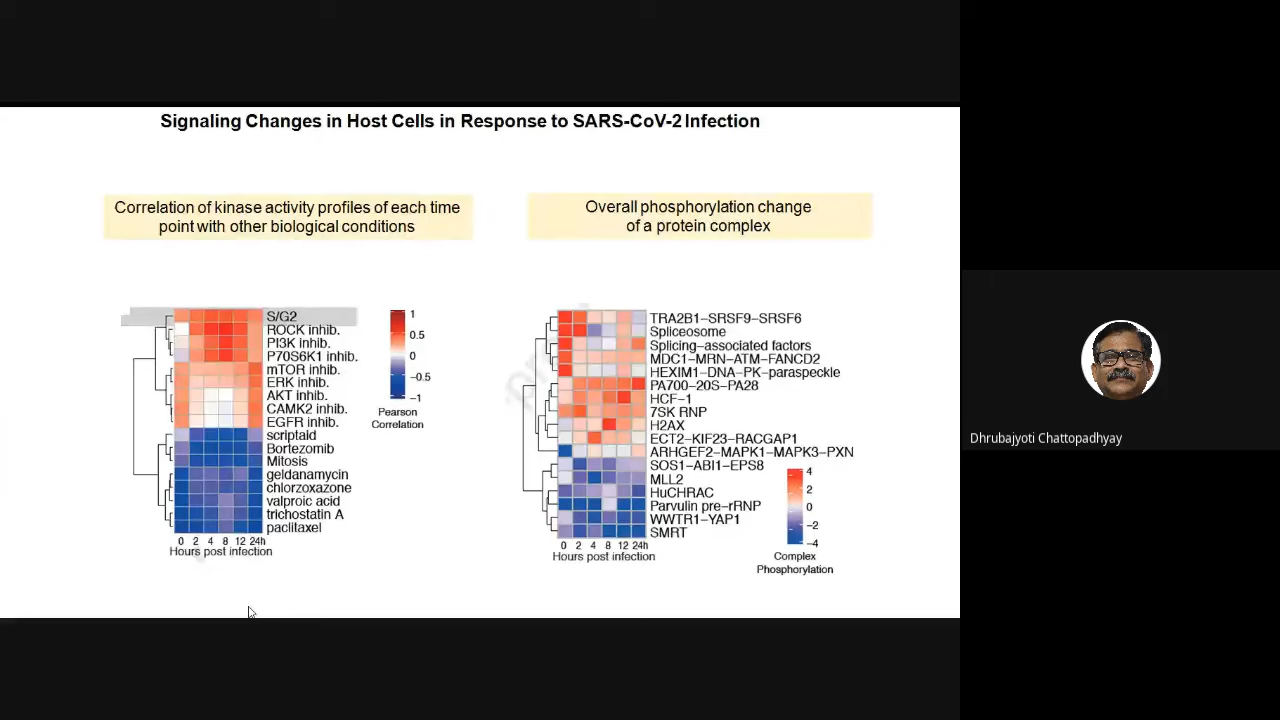 Signaling Changes in Host Cells in Response to SARS-CoV-2 Infection
Correlation of kinase activity profiles of each time
point with other biological conditions
Overall phosphorylation change
of a protein complex
S/G2
ROCK inhib.
PI3K inhib.
P70S6K1 inhib.
mTOR inhib.
ERK inhib.
AKT inhib.
CAMK2 inhib.
EGFR inhib.
scriptaid
Bortezomib
Mitosis
geldanamycin
chlorzoxazone
valproic acid
trichostatin A
paclitaxel
0 2 4 8 12 24h
Hours post infection
1
0.5
0
−0.5
−1
Pearson
Correlation
TRA2B1−SRSF9−SRSF6
Spliceosome
Splicing−associated factors
MDC1−MRN−ATM−FANCD2
HEXIM1−DNA−PK−paraspeckle
PA700−20S−PA28
HCF−1
7SK RNP
H2AX
ECT2−KIF23−RACGAP1
ARHGEF2−MAPK1−MAPK3−PXN
SOS1−ABI1−EPS8
MLL2
HuCHRAC
Parvulin pre−rRNP
WWTR1−YAP1
SMRT
0 2 4 8 12 24h
Hours post infection
4
2
0
−2
−4
Complex
Phosphorylation
Dhrubajyoti Chattopadhyay